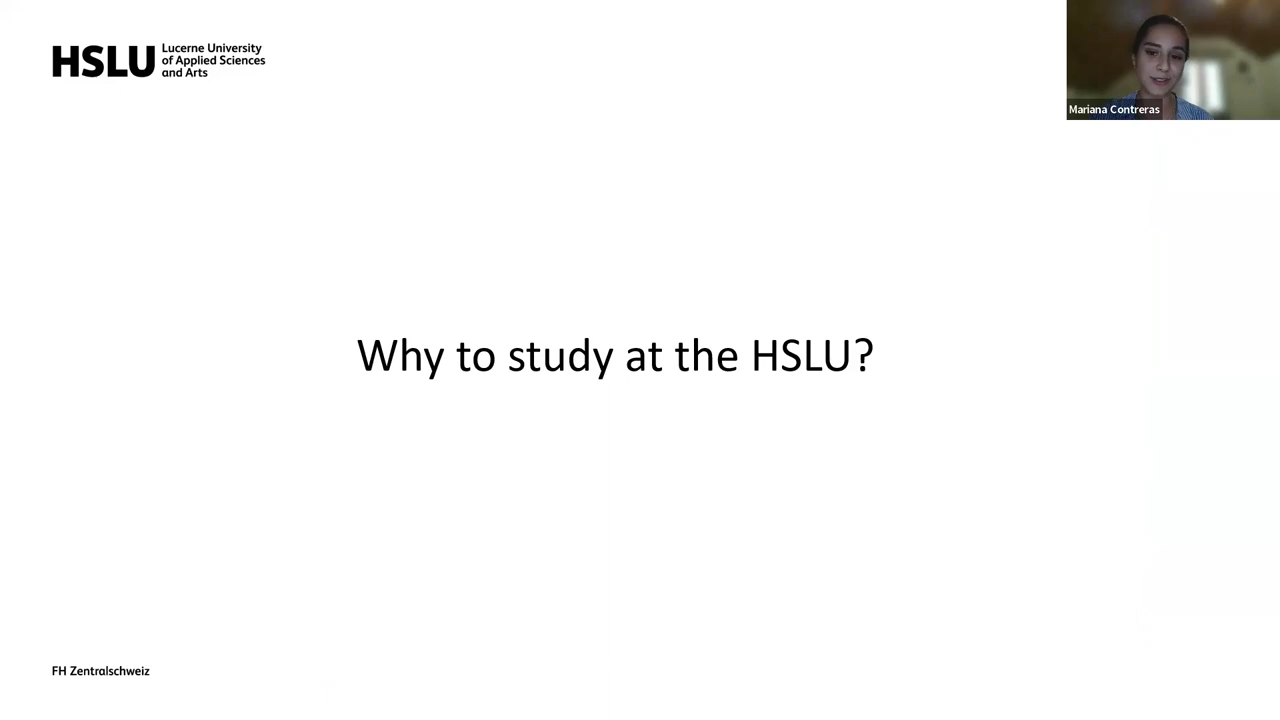 HSLU
Lucerne University
of Applied Sciences
and Arts
Mariana Contreras
Why to study at the HSLU?
FH Zentralschweiz